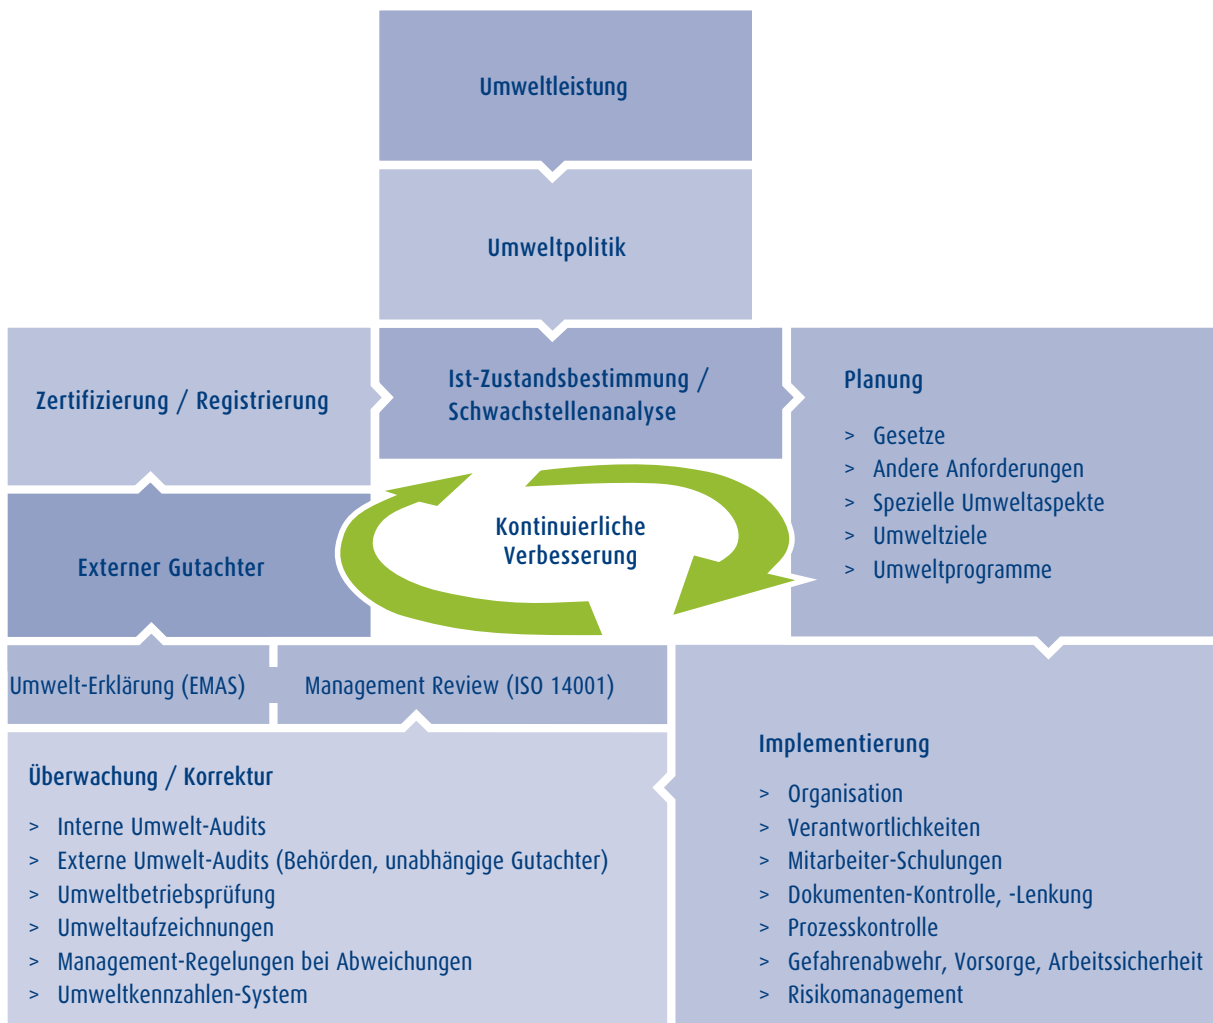 Umweltleistung
Umweltpolitik
Zertifizierung / Registrierung
Ist-Zustandsbestimmung /
Schwachstellenanalyse
Planung
> Gesetze
> Andere Anforderungen
> Spezielle Umweltaspekte
> Umweltziele
> Umweltprogramme
Kontinuierliche
Verbesserung
Externer Gutachter
Umwelt-Erklärung (EMAS)
Management Review (ISO 14001)
Überwachung / Korrektur
> Interne Umwelt-Audits
> Externe Umwelt-Audits (Behörden, unabhängige Gutachter)
> Umweltbetriebsprüfung
> Umweltaufzeichnungen
> Management-Regelungen bei Abweichungen
> Umweltkennzahlen-System
Implementierung
> Organisation
> Verantwortlichkeiten
> Mitarbeiter-Schulungen
> Dokumenten-Kontrolle, -Lenkung
> Prozesskontrolle
> Gefahrenabwehr, Vorsorge, Arbeitssicherheit
> Risikomanagement